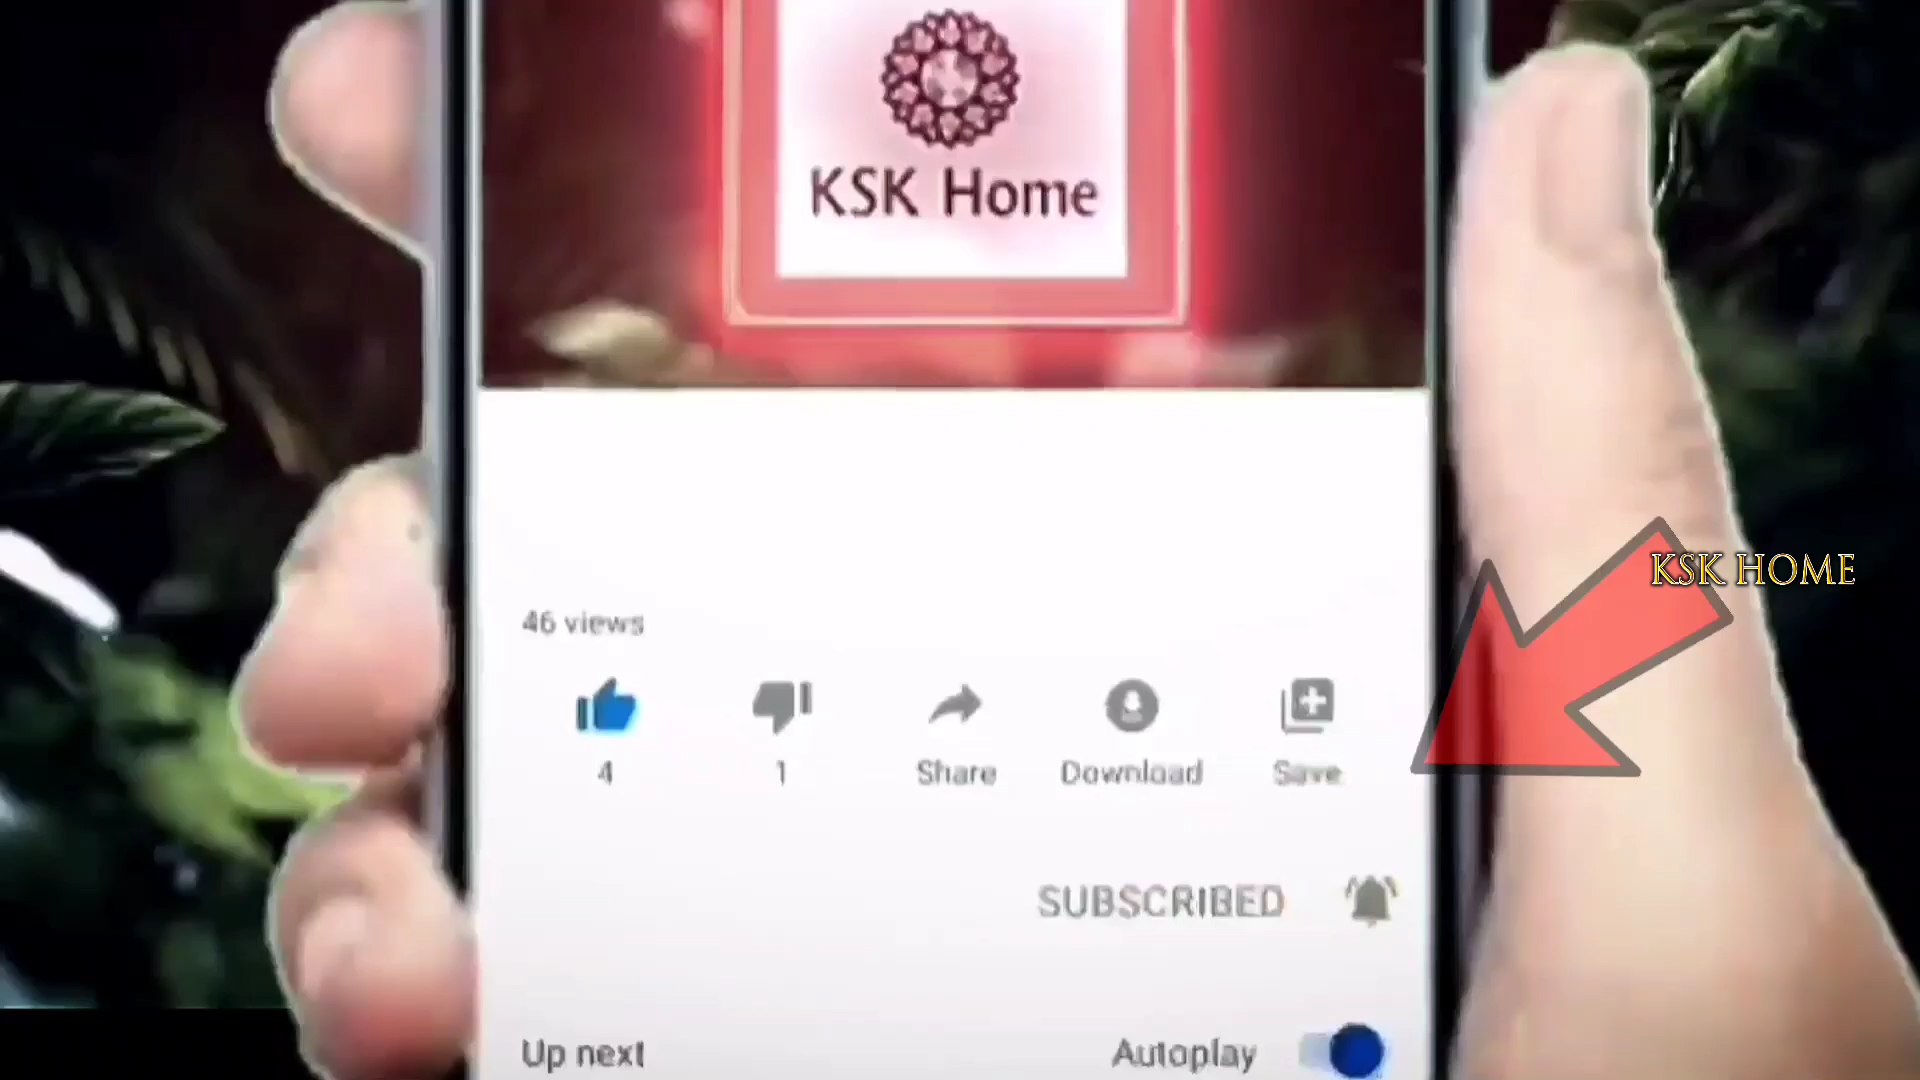 KSK Home
KSK HOME
46 views
4
1
Share
Download
Save
SUBSCRIBED
Up next
Autoplay